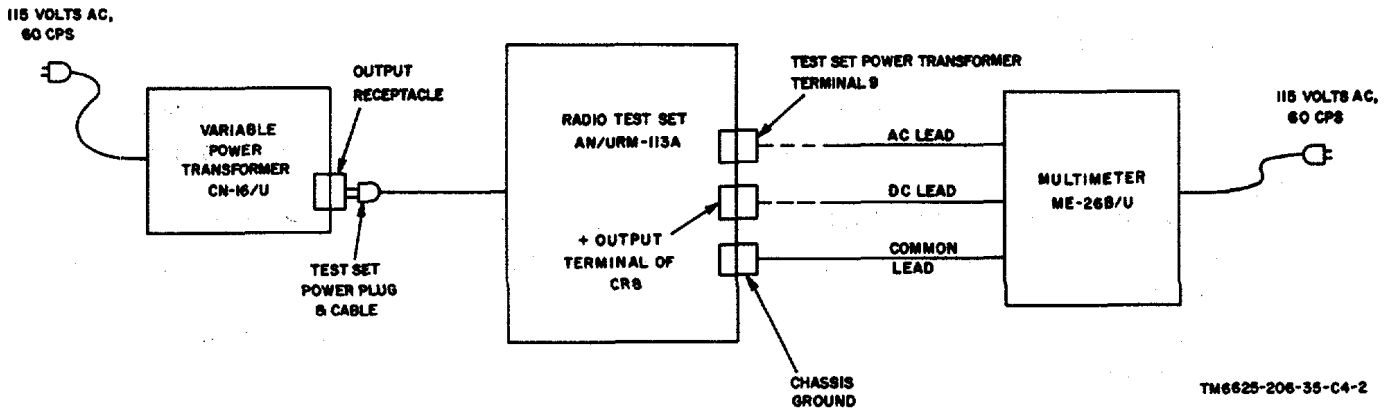 115 VOLTS AC,
60 CPS
OUTPUT
RECEPTACLE
VARIABLE
POWER
TRANSFORMER
CN-16/U
TEST SET
POWER PLUG
& CABLE
RADIO TEST SET
AN/URM-113A
+ OUTPUT
TERMINAL OF
CR8
TEST SET POWER TRANSFORMER
TERMINAL 9
AC LEAD
DC LEAD
COMMON
LEAD
CHASSIS
GROUND
MULTIMETER
ME-26B/U
115 VOLTS AC,
60 CPS
TM6625-206-35-C4-2